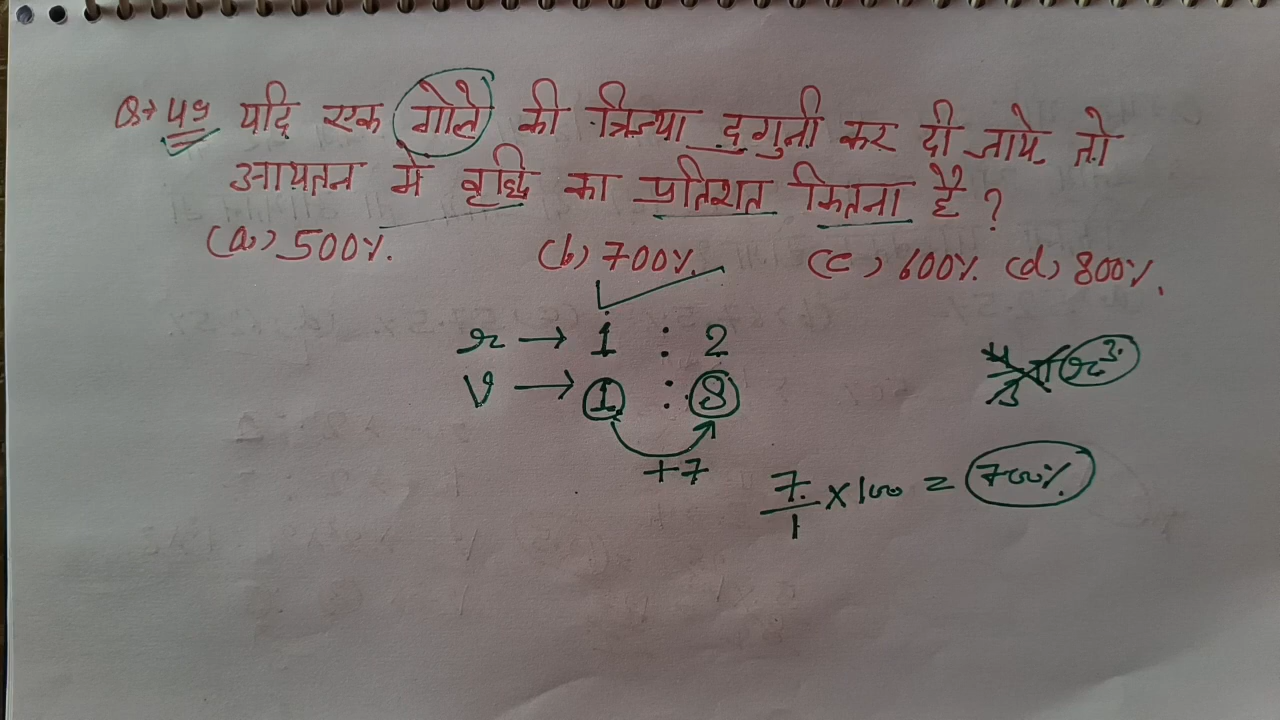 Q→ 49 यदि एक गोले की त्रिज्या दुगुनी कर दी जाये तो
आयतन मे वृद्धि का प्रतिशत कितना है ?
(a) 500% (b) 700% (c) 600% (d) 800%.
r → 1 : 2
V → 1 : 8
+7
4/3 π r³
7/1 × 100 = 700%